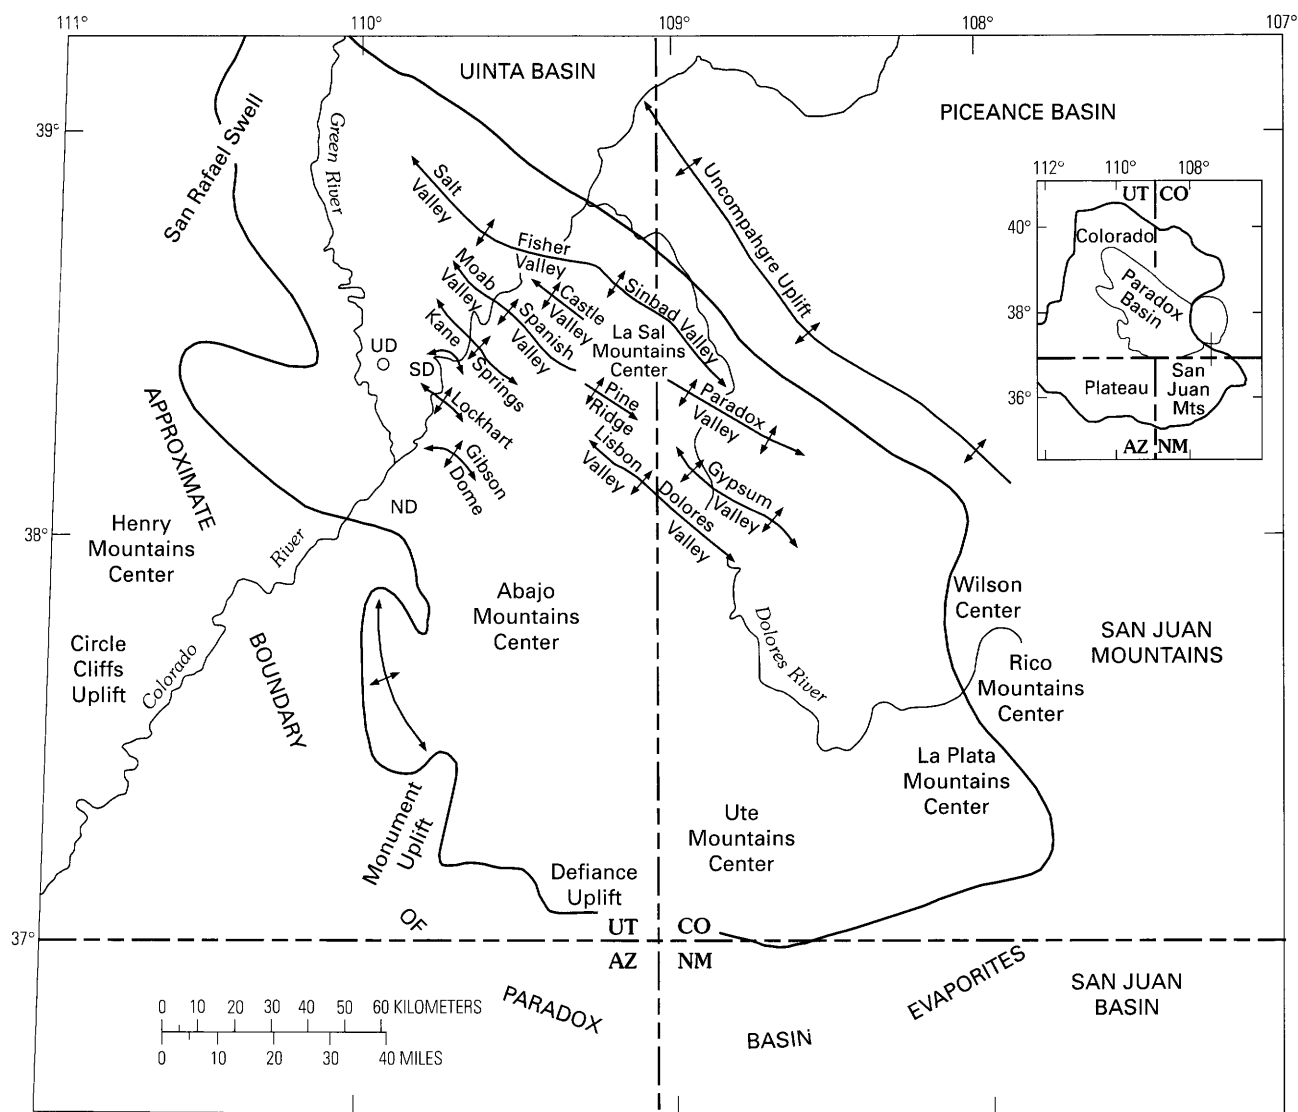 111°
110°
109°
108°
107°
UINTA BASIN
PICEANCE BASIN
39°
San Rafael Swell
Green River
Salt
Valley
Fisher
Valley
Uncompahgre Uplift
Moab
Valley
Castle
Valley
Sinbad Valley
Spanish
Valley
Kane
Springs
La Sal
Mountains
Center
UD
SD
Lockhart
Pine
Ridge
Paradox
Valley
Lisbon
Valley
Gibson
Dome
Gypsum
Valley
Dolores
Valley
ND
112°
110°
108°
UT
CO
40°
Colorado
Paradox
Basin
38°
Plateau
San
Juan
Mts
36°
AZ
NM
APPROXIMATE
38°
Henry
Mountains
Center
River
Abajo
Mountains
Center
Wilson
Center
Circle
Cliffs
Uplift
Colorado
BOUNDARY
Dolores River
SAN JUAN
MOUNTAINS
Rico
Mountains
Center
La Plata
Mountains
Center
Ute
Mountains
Center
Monument
Uplift
Defiance
Uplift
OF
UT
CO
37°
AZ
NM
PARADOX
BASIN
EVAPORITES
SAN JUAN
BASIN
0 10 20 30 40 50 60 KILOMETERS
0 10 20 30 40 MILES